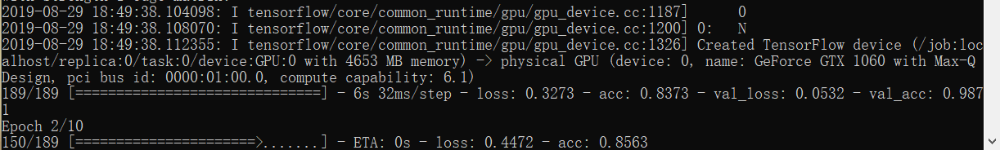 2019-08-29 18:49:38.104098: I tensorflow/core/common_runtime/gpu/gpu_device.cc:1187]      0
2019-08-29 18:49:38.108070: I tensorflow/core/common_runtime/gpu/gpu_device.cc:1200] 0:   N
2019-08-29 18:49:38.112355: I tensorflow/core/common_runtime/gpu/gpu_device.cc:1326] Created TensorFlow device (/job:loc
alhost/replica:0/task:0/device:GPU:0 with 4653 MB memory) -> physical GPU (device: 0, name: GeForce GTX 1060 with Max-Q
Design, pci bus id: 0000:01:00.0, compute capability: 6.1)
189/189 [==============================] - 6s 32ms/step - loss: 0.3273 - acc: 0.8373 - val_loss: 0.0532 - val_acc: 0.987
1
Epoch 2/10
150/189 [======================>.......] - ETA: 0s - loss: 0.4472 - acc: 0.8563